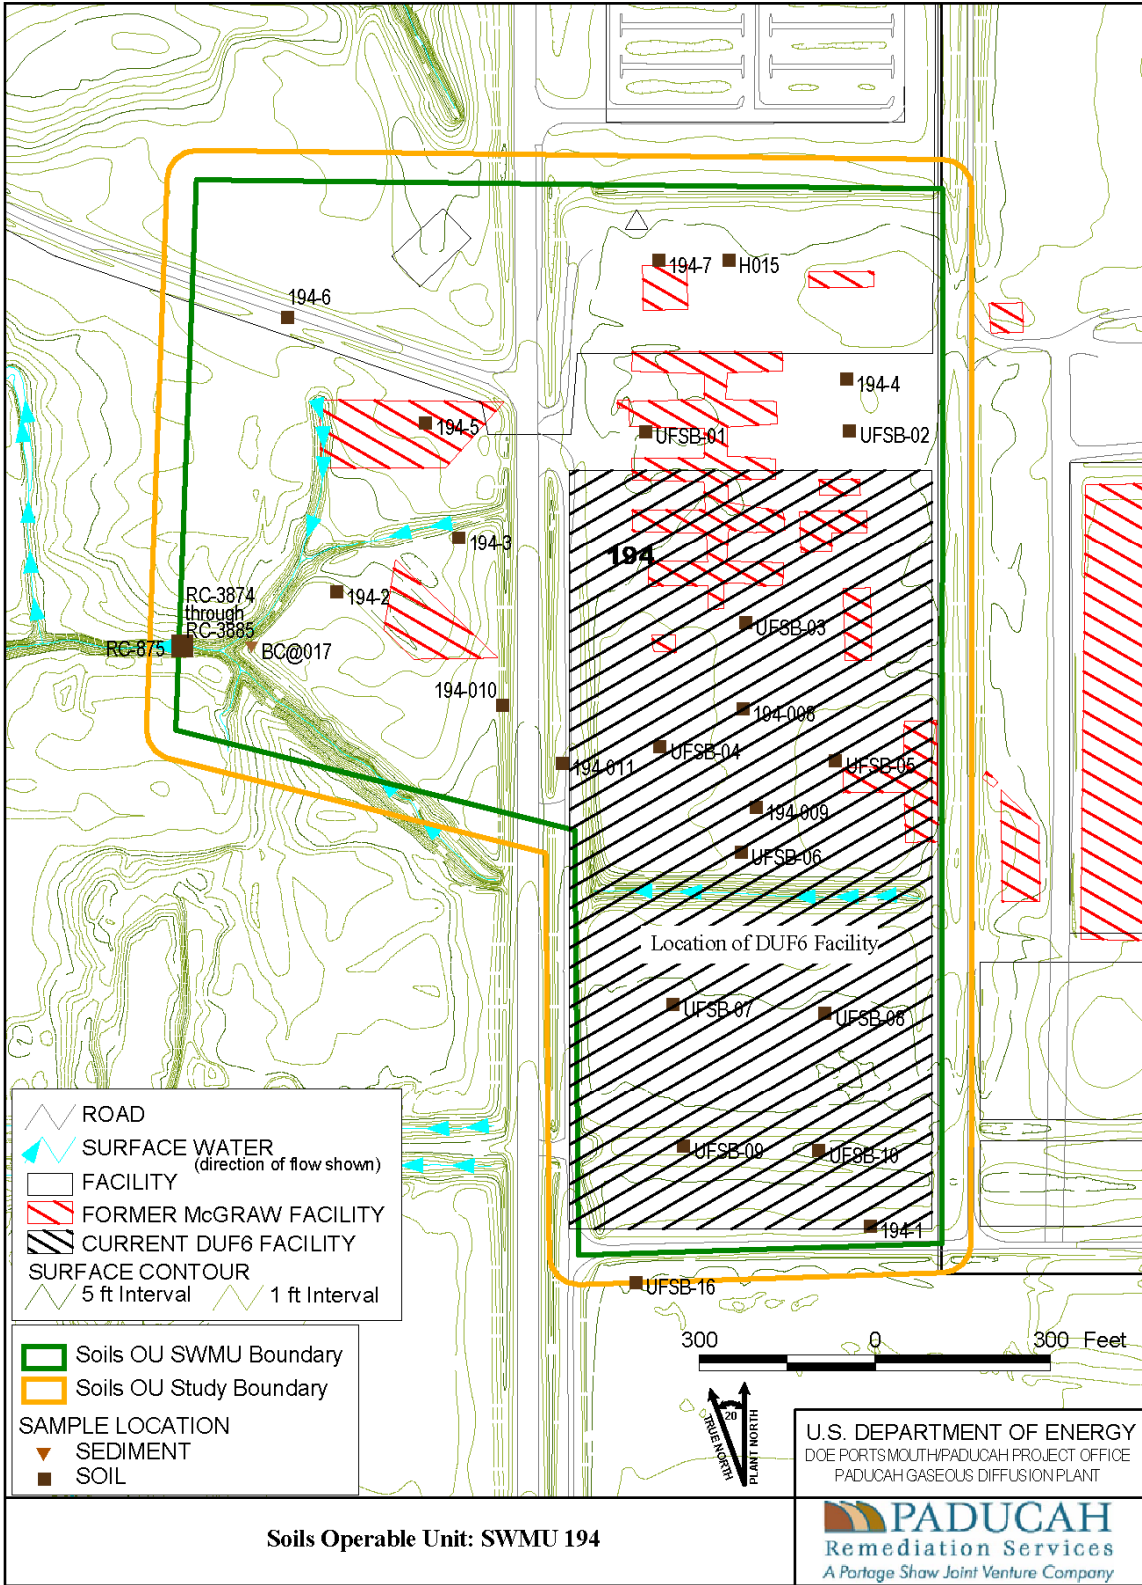 194-7
H015
194-6
194-4
194-5
UFSB-01
UFSB-02
194-3
194
194-2
RC-3874
through
RC-3885
UFSB-03
RC-875
BC@017
194-010
194-008
UFSB-04
194-011
UFSB-05
194-009
UFSB-06
Location of DUF6 Facility
UFSB-07
UFSB-08
UFSB-09
UFSB-10
194-1
UFSB-16
ROAD
SURFACE WATER
(direction of flow shown)
FACILITY
FORMER McGRAW FACILITY
CURRENT DUF6 FACILITY
SURFACE CONTOUR
5 ft Interval 1 ft Interval
Soils OU SWMU Boundary
Soils OU Study Boundary
SAMPLE LOCATION
SEDIMENT
SOIL
300 0 300 Feet
20
TRUE NORTH
PLANT NORTH
U.S. DEPARTMENT OF ENERGY
DOE PORTSMOUTH/PADUCAH PROJECT OFFICE
PADUCAH GASEOUS DIFFUSION PLANT
Soils Operable Unit: SWMU 194
PADUCAH
Remediation Services
A Portage Shaw Joint Venture Company